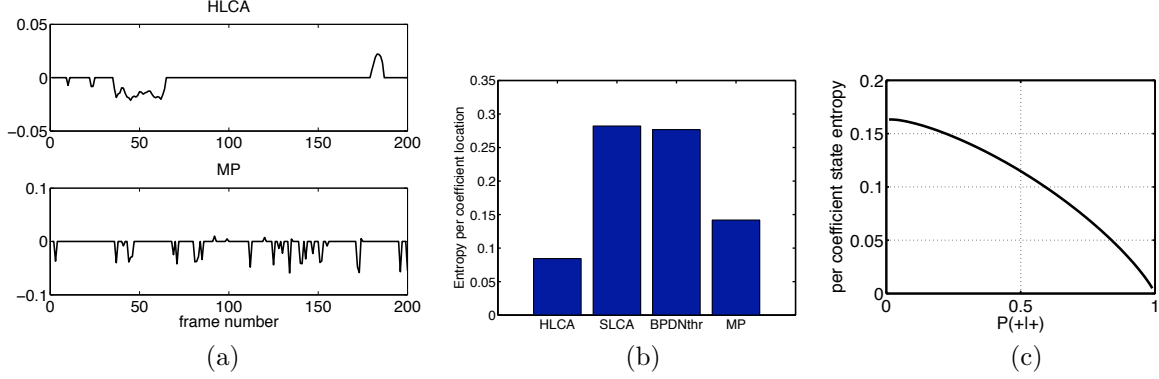 HLCA
0.05
0
−0.05
0 50 100 150 200
MP
0.1
0
−0.1
0 50 100 150 200
frame number
(a)
Entropy per coefficient location
0.35
0.3
0.25
0.2
0.15
0.1
0.05
0
HLCA SLCA BPDNthr MP
(b)
per coefficient state entropy
0.2
0.15
0.1
0.05
0
0 0.5 1
P(+|+)
(c)